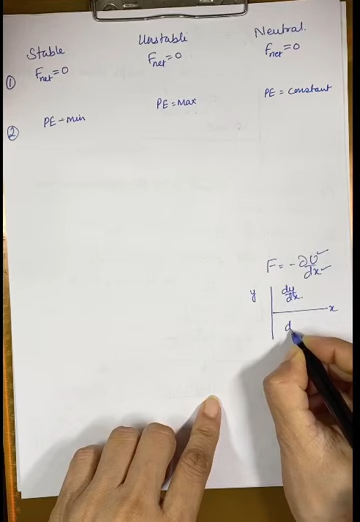 Stable Unstable Neutral
① Fnet = 0 Fnet = 0 Fnet = 0
② PE - min PE = Max PE = constant
F = - ∂U/dx
y dy/dx x
d